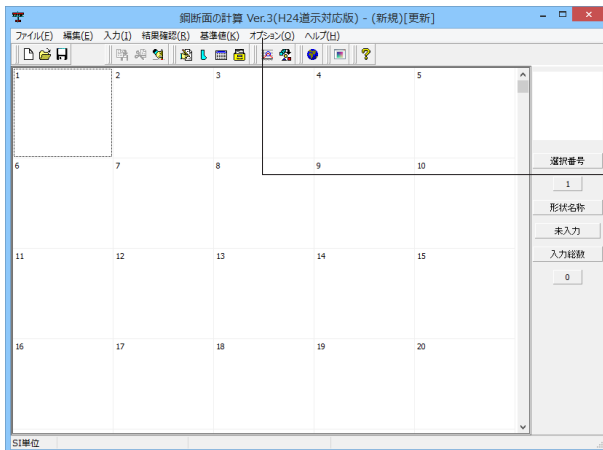 鋼断面の計算 Ver.3(H24道示対応版) - (新規)[更新]
ファイル(F) 編集(E) 入力(I) 結果確認(R) 基準値(K) オプション(O) ヘルプ(H)
1 2 3 4 5
6 7 8 9 10
11 12 13 14 15
16 17 18 19 20
選択番号
1
形状名称
未入力
入力総数
0
SI単位